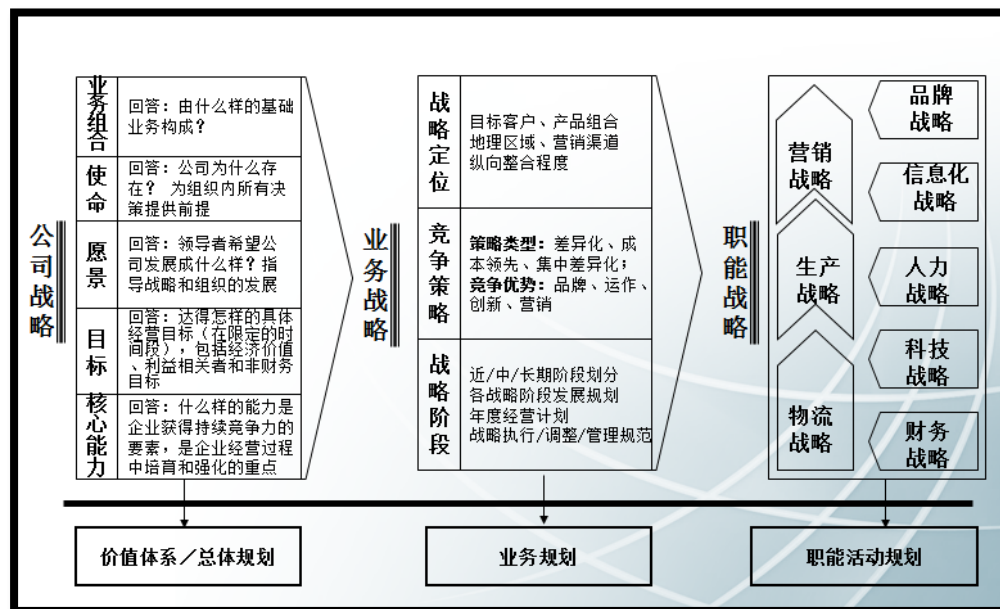 公司战略
业务组合
回答：由什么样的基础
业务构成？
使命
回答：公司为什么存
在？ 为组织内所有决
策提供前提
愿景
回答：领导者希望公
司发展成什么样？指
导战略和组织的发展
目标
回答：达得怎样的具体
经营目标（在限定的时
间段），包括经济价值
、利益相关者和非财务
目标
核心能力
回答：什么样的能力是
企业获得持续竞争力的
要素，是企业经营过程
中培育和强化的重点
价值体系／总体规划
业务战略
战略定位
目标客户、产品组合
地理区域、营销渠道
纵向整合程度
竞争策略
策略类型：差异化、成
本领先、集中差异化；
竞争优势：品牌、运作、
创新、营销
战略阶段
近/中/长期阶段划分
各战略阶段发展规划
年度经营计划
战略执行/调整/管理规范
业务规划
职能战略
营销
战略
生产
战略
物流
战略
品牌
战略
信息化
战略
人力
战略
科技
战略
财务
战略
职能活动规划